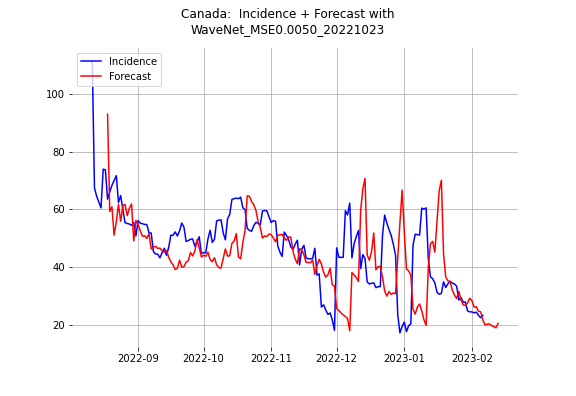 Canada:  Incidence + Forecast with
WaveNet_MSE0.0050_20221023
Incidence
Forecast
100
80
60
40
20
2022-09
2022-10
2022-11
2022-12
2023-01
2023-02